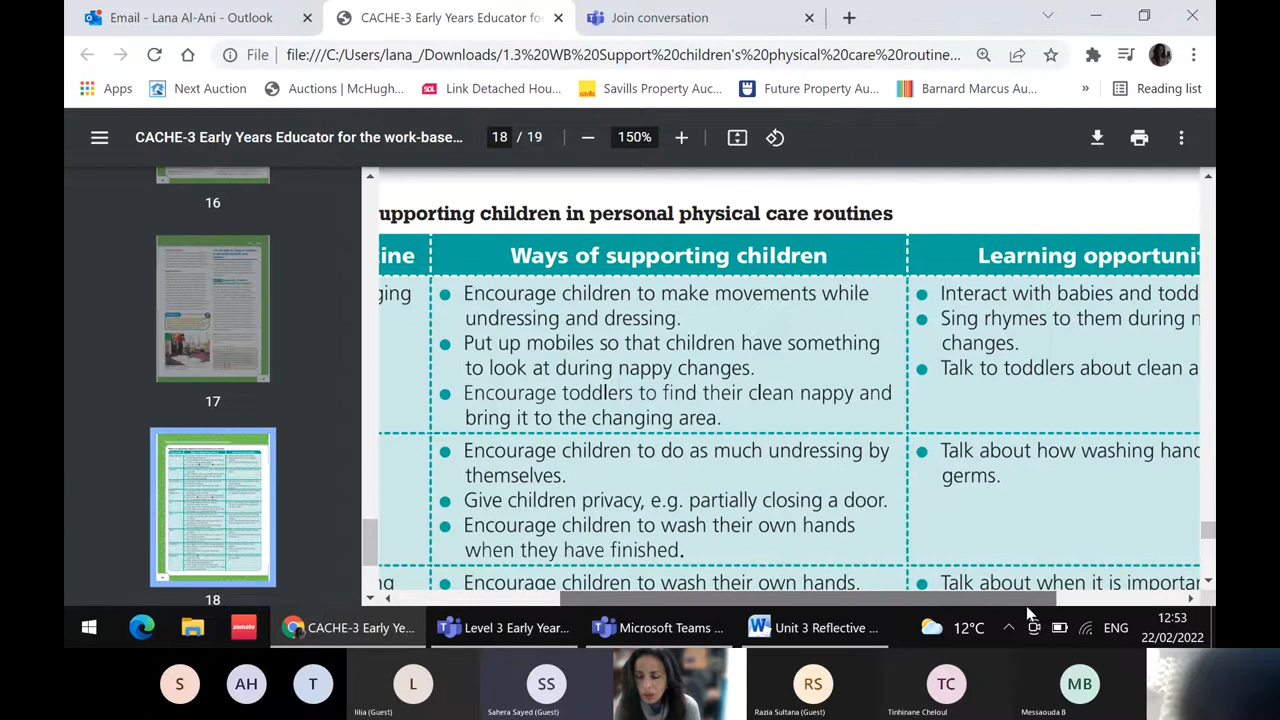 Email - Lana Al-Ani - Outlook
CACHE-3 Early Years Educator fo
Join conversation
File
file:///C:/Users/lana_/Downloads/1.3%20WB%20Support%20children's%20physical%20care%20routine...
Apps
Next Auction
Auctions | McHugh...
Link Detached Hou...
Savills Property Auc...
Future Property Au...
Barnard Marcus Au...
»
Reading list
CACHE-3 Early Years Educator for the work-base...
18 / 19
150%
16
17
18
upporting children in personal physical care routines
ine
Ways of supporting children
Learning opportuni
ging
● Encourage children to make movements while
undressing and dressing.
● Put up mobiles so that children have something
to look at during nappy changes.
● Encourage toddlers to find their clean nappy and
bring it to the changing area.
● Interact with babies and todd
● Sing rhymes to them during n
changes.
● Talk to toddlers about clean a
● Encourage children to do as much undressing by
themselves.
● Give children privacy, e.g. partially closing a door.
● Encourage children to wash their own hands
when they have finished.
● Talk about how washing hand
germs.
ng
● Encourage children to wash their own hands.
● Talk about when it is importan
CACHE-3 Early Ye...
Level 3 Early Year...
Microsoft Teams ...
Unit 3 Reflective ...
12°C
ENG
12:53
22/02/2022
zomato
S
AH
T
L
SS
RS
TC
MB
lilia (Guest)
Sahera Sayed (Guest)
Razia Sultana (Guest)
Tinhinane Cheloul
Messaouda B